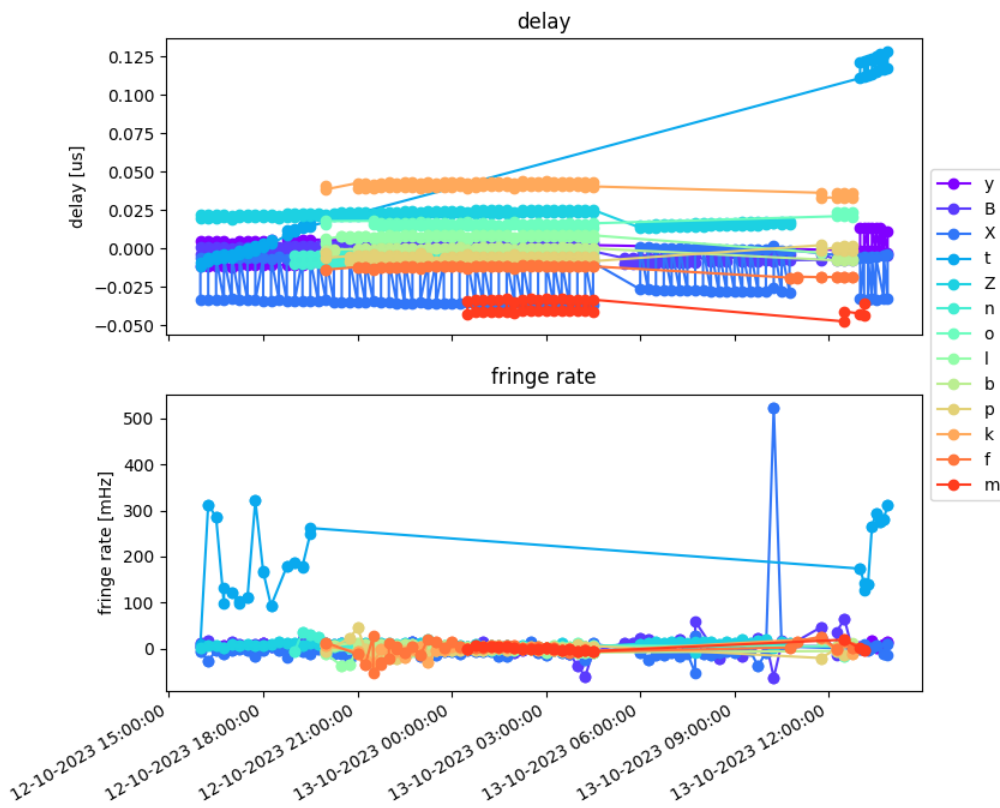 delay
0.125
0.100
0.075
0.050
0.025
0.000
−0.025
−0.050
delay [us]
fringe rate
500
400
300
200
100
0
fringe rate [mHz]
12-10-2023 15:00:00
12-10-2023 18:00:00
12-10-2023 21:00:00
13-10-2023 00:00:00
13-10-2023 03:00:00
13-10-2023 06:00:00
13-10-2023 09:00:00
13-10-2023 12:00:00
y
B
X
t
Z
n
o
l
b
p
k
f
m